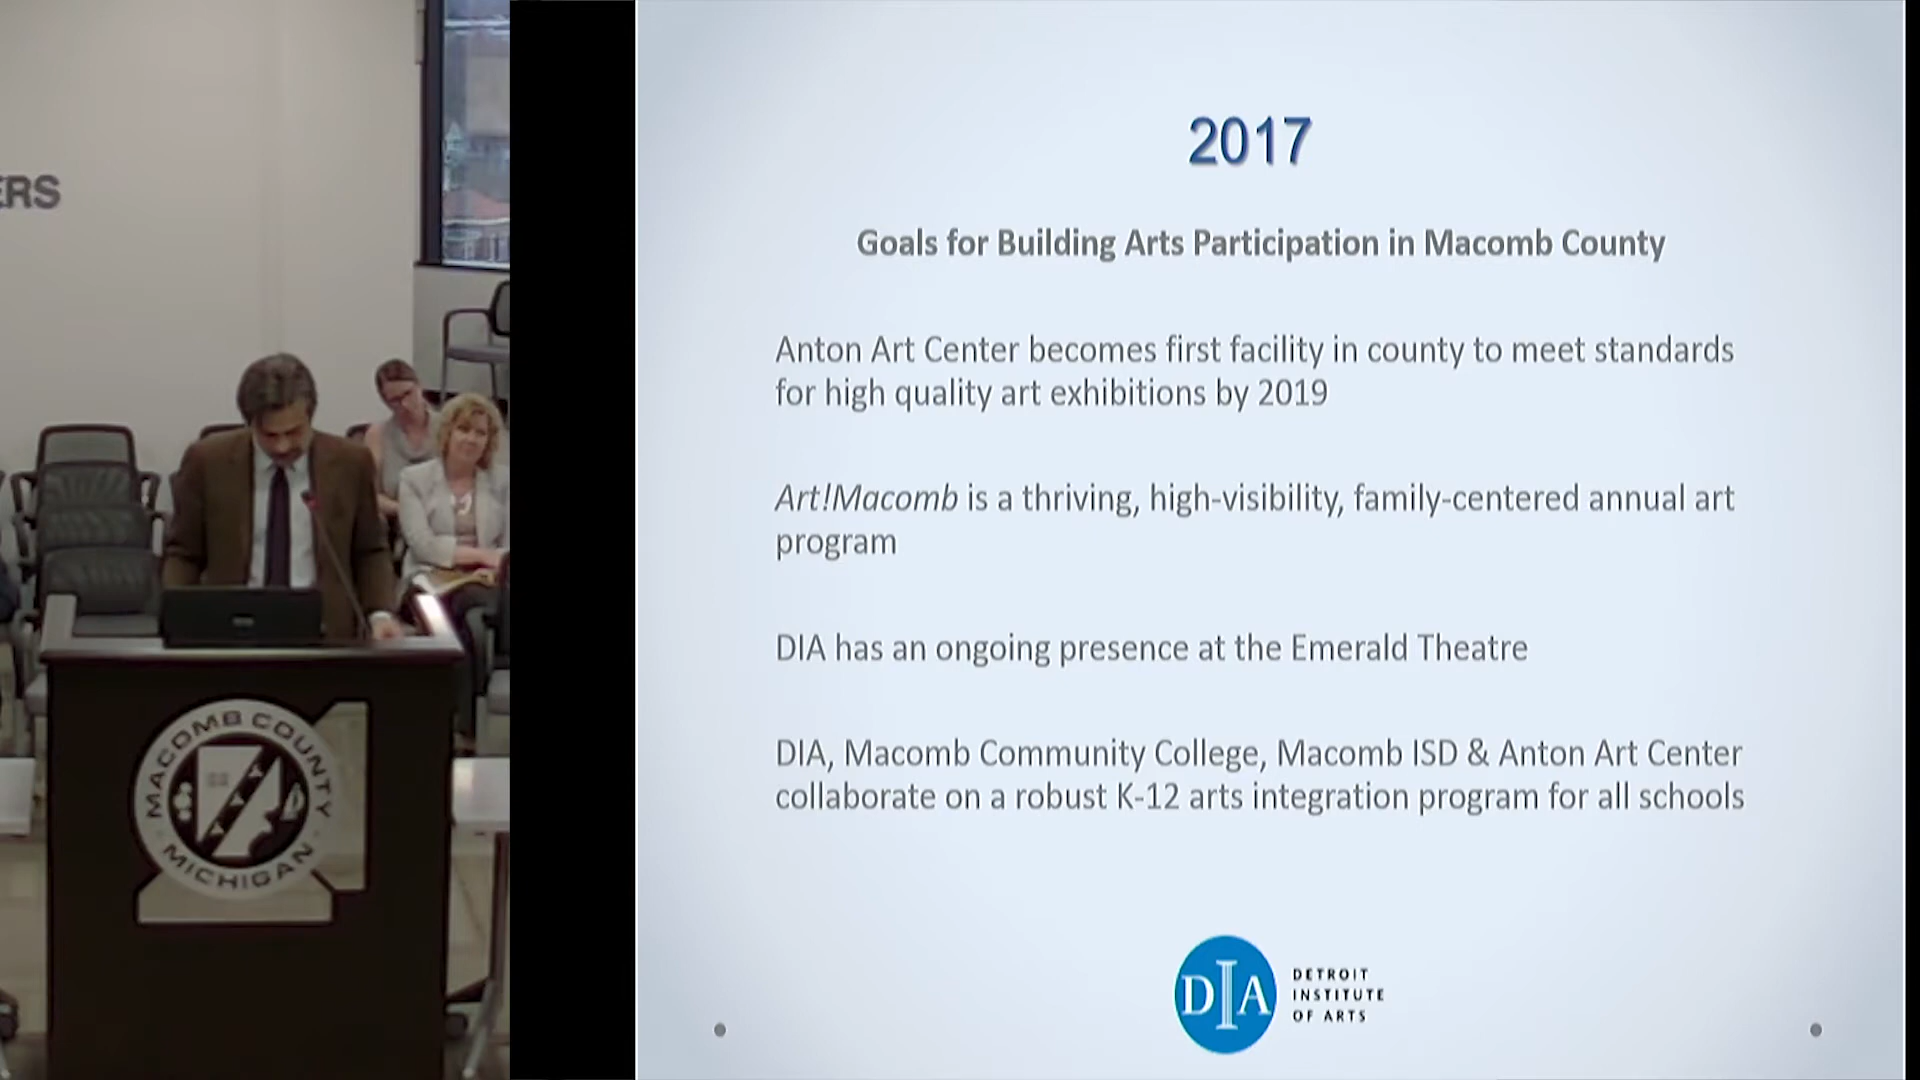 ERS
MACOMB COUNTY
MICHIGAN
2017
Goals for Building Arts Participation in Macomb County
Anton Art Center becomes first facility in county to meet standards
for high quality art exhibitions by 2019
Art!Macomb is a thriving, high-visibility, family-centered annual art
program
DIA has an ongoing presence at the Emerald Theatre
DIA, Macomb Community College, Macomb ISD & Anton Art Center
collaborate on a robust K-12 arts integration program for all schools
DIA
DETROIT
INSTITUTE
OF ARTS